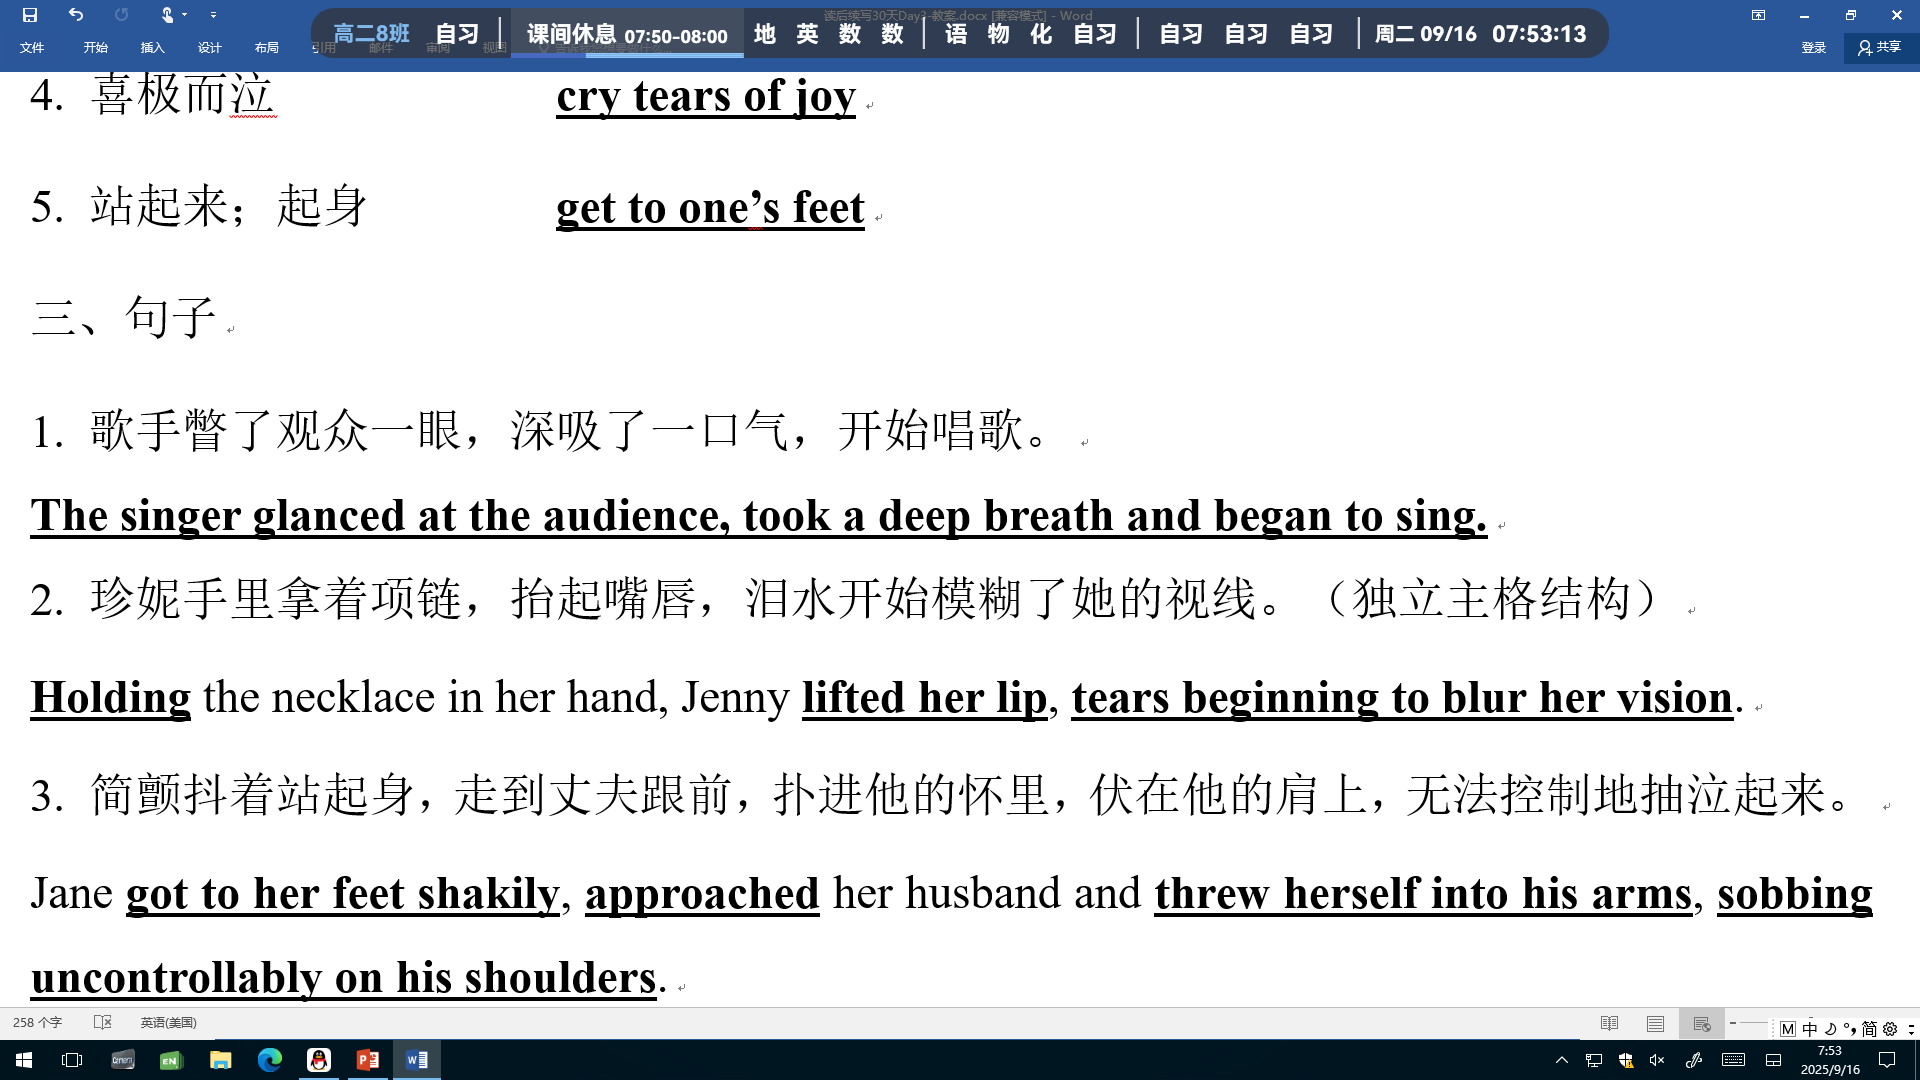 读后续写30天Day2-教案.docx [兼容模式] - Word
高二8班 自习 课间休息 07:50-08:00 地 英 数 数 语 物 化 自习 自习 自习 自习 周二 09/16 07:53:13
文件 开始 插入 设计 布局 引用 邮件 审阅 视图 登录 共享
4. 喜极而泣 cry tears of joy
5. 站起来；起身 get to one’s feet
三、句子
1. 歌手瞥了观众一眼，深吸了一口气，开始唱歌。
The singer glanced at the audience, took a deep breath and began to sing.
2. 珍妮手里拿着项链，抬起嘴唇，泪水开始模糊了她的视线。（独立主格结构）
Holding the necklace in her hand, Jenny lifted her lip, tears beginning to blur her vision.
3. 简颤抖着站起身，走到丈夫跟前，扑进他的怀里，伏在他的肩上，无法控制地抽泣起来。
Jane got to her feet shakily, approached her husband and threw herself into his arms, sobbing
uncontrollably on his shoulders.
258 个字 英语(美国)
M 中 简
Camera EN 7:53
2025/9/16